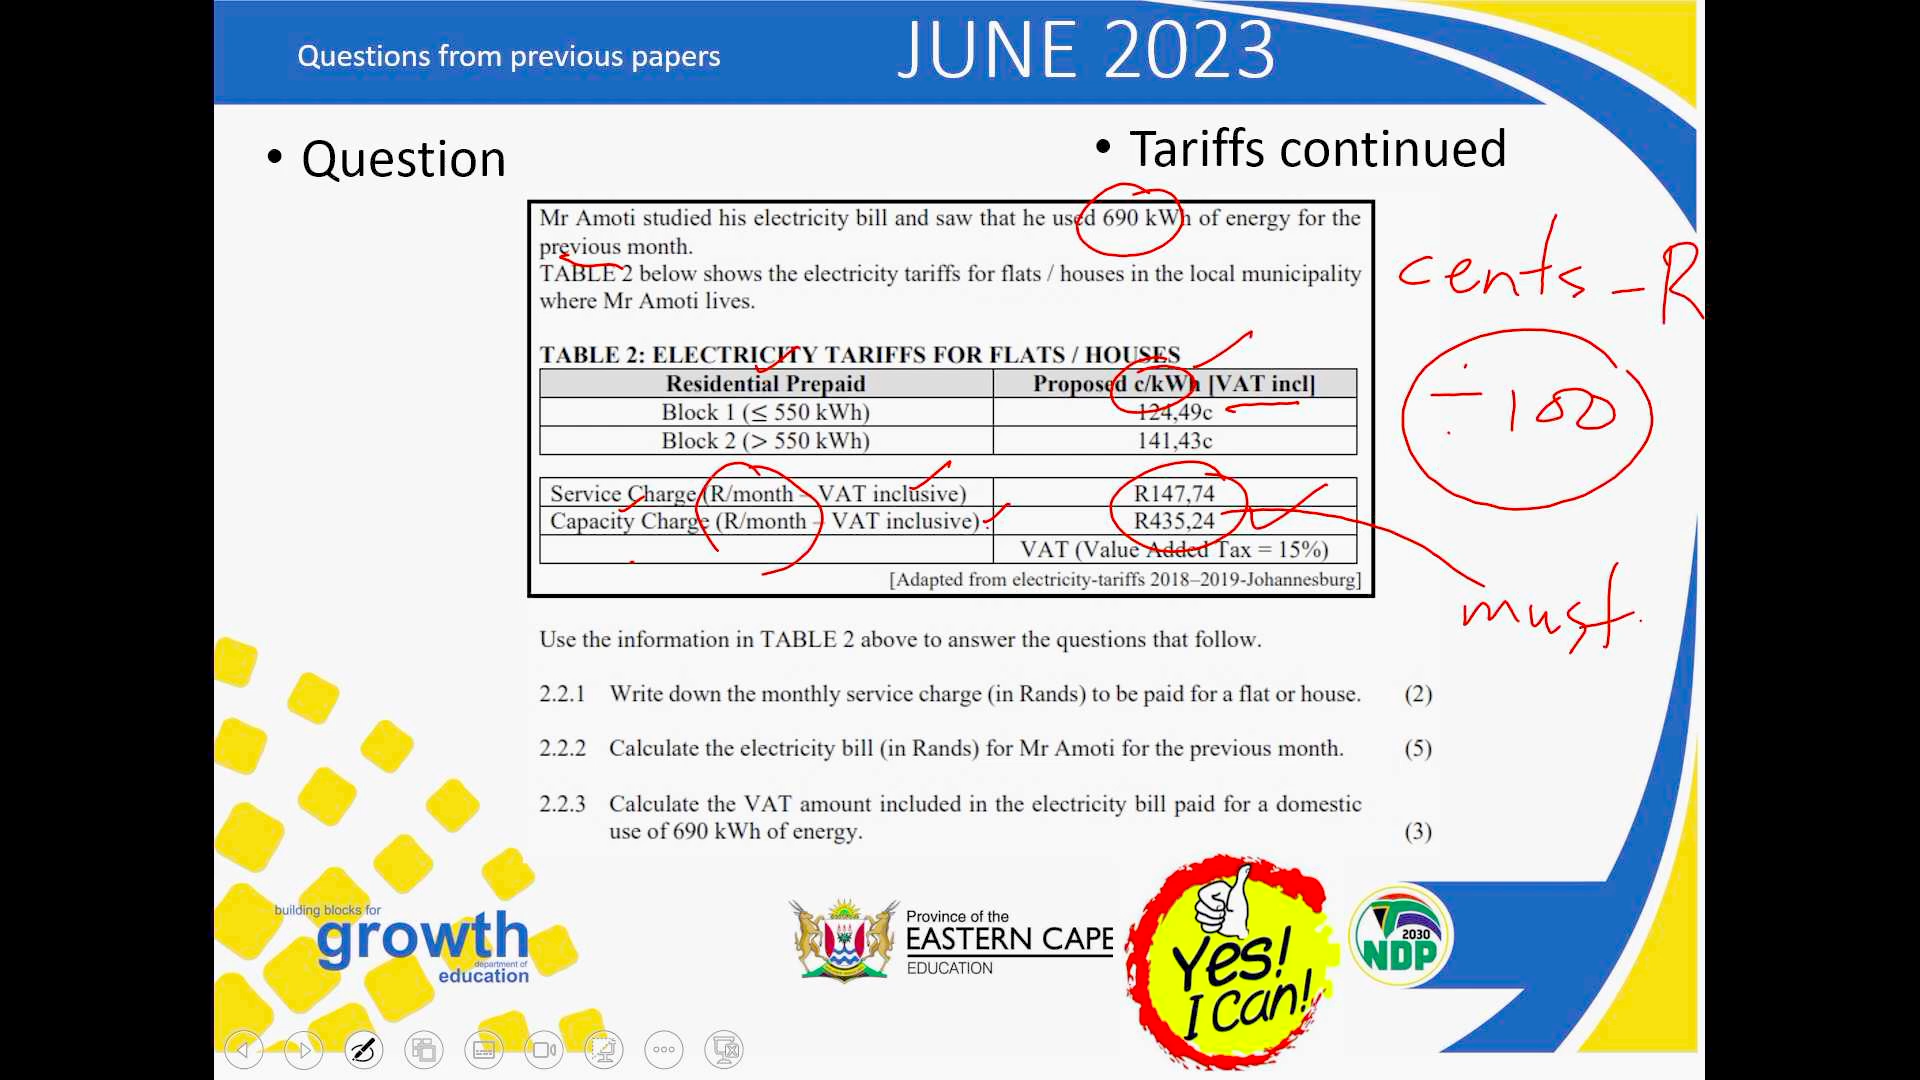 Questions from previous papers
JUNE 2023
• Question
• Tariffs continued
Mr Amoti studied his electricity bill and saw that he used 690 kWh of energy for the
previous month.
TABLE 2 below shows the electricity tariffs for flats / houses in the local municipality
where Mr Amoti lives.
cents - R
÷ 100
TABLE 2: ELECTRICITY TARIFFS FOR FLATS / HOUSES
Residential Prepaid Proposed c/kWh [VAT incl]
Block 1 (≤ 550 kWh) 124,49c
Block 2 (> 550 kWh) 141,43c
Service Charge (R/month – VAT inclusive) R147,74
Capacity Charge (R/month – VAT inclusive) R435,24
VAT (Value Added Tax = 15%)
[Adapted from electricity-tariffs 2018–2019-Johannesburg]
must.
Use the information in TABLE 2 above to answer the questions that follow.
2.2.1 Write down the monthly service charge (in Rands) to be paid for a flat or house. (2)
2.2.2 Calculate the electricity bill (in Rands) for Mr Amoti for the previous month. (5)
2.2.3 Calculate the VAT amount included in the electricity bill paid for a domestic
use of 690 kWh of energy. (3)
building blocks for
growth
department of
education
Province of the
EASTERN CAPE
EDUCATION
Yes!
I can!
2030
NDP